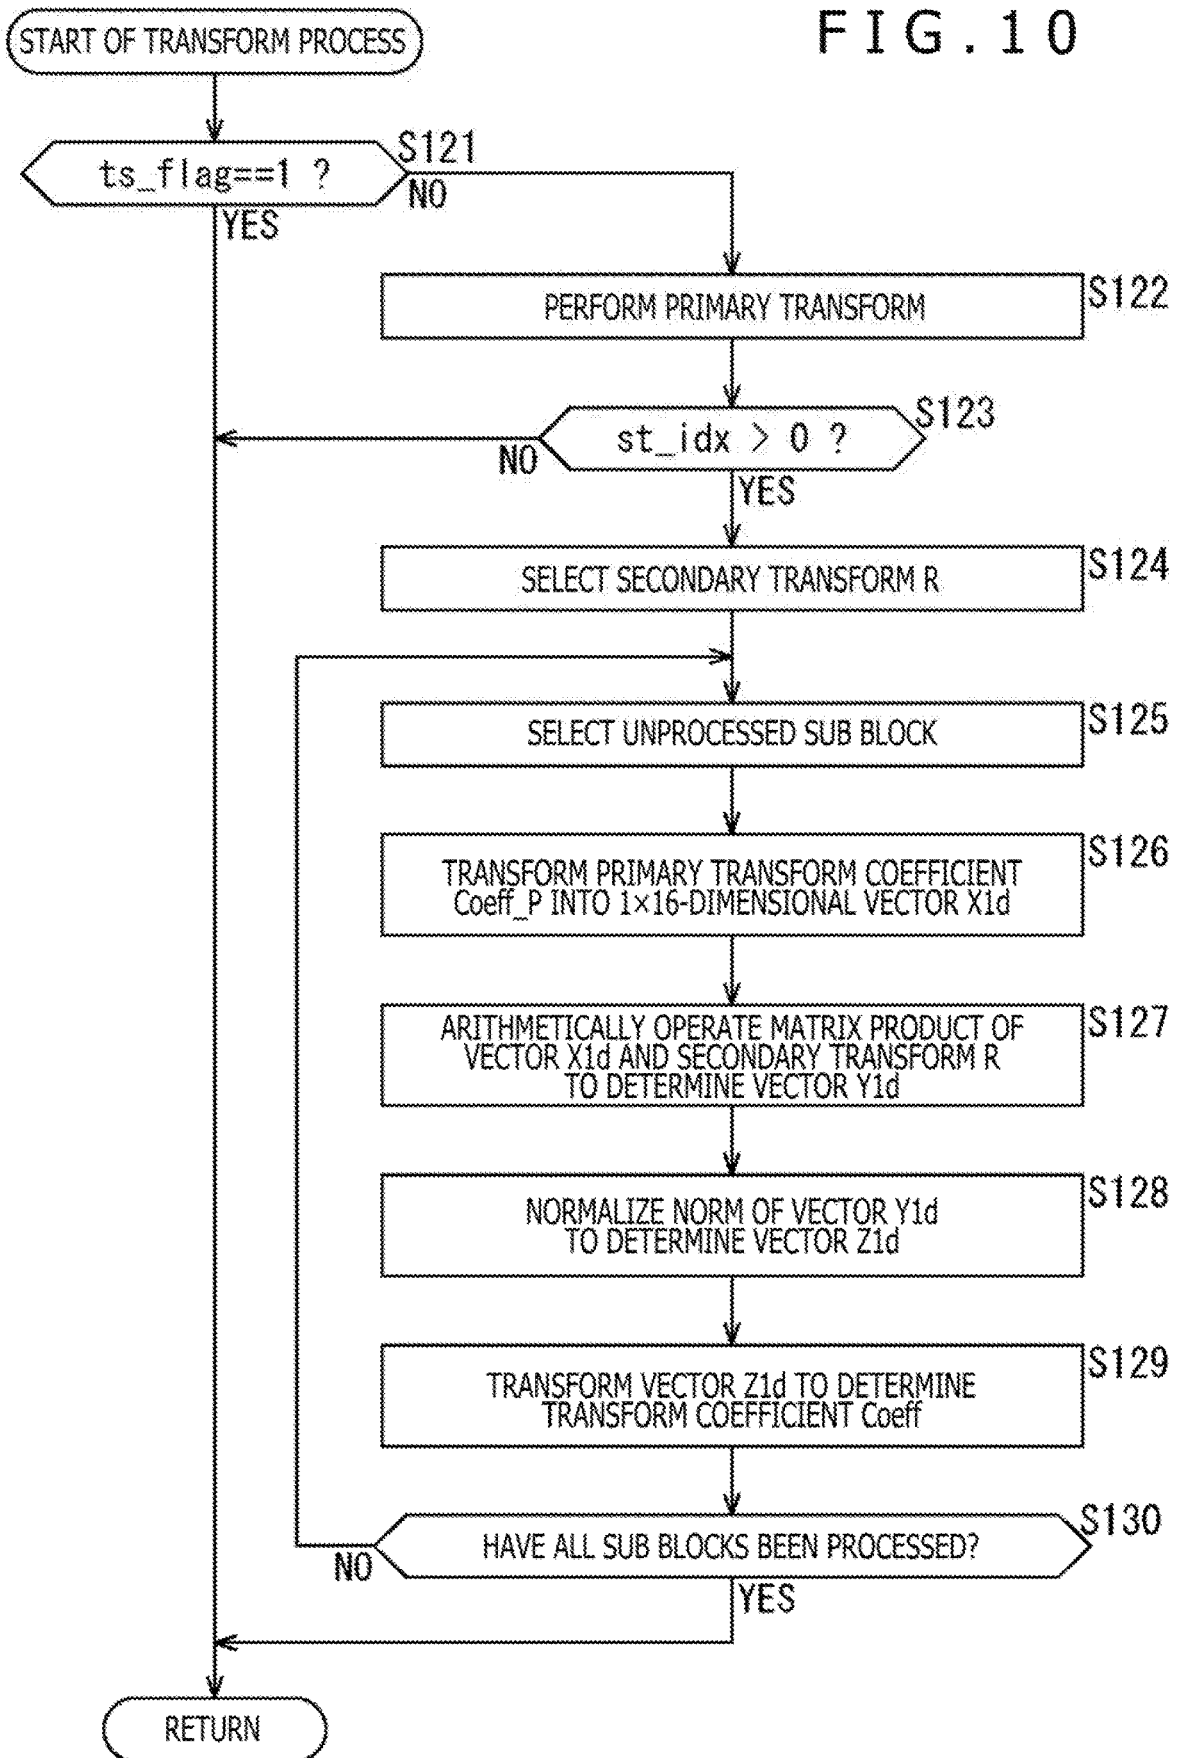 FIG.10
START OF TRANSFORM PROCESS
S121
ts_flag==1 ?
NO
YES
S122
PERFORM PRIMARY TRANSFORM
S123
st_idx > 0 ?
NO
YES
S124
SELECT SECONDARY TRANSFORM R
S125
SELECT UNPROCESSED SUB BLOCK
S126
TRANSFORM PRIMARY TRANSFORM COEFFICIENT
Coeff_P INTO 1×16-DIMENSIONAL VECTOR X1d
S127
ARITHMETICALLY OPERATE MATRIX PRODUCT OF
VECTOR X1d AND SECONDARY TRANSFORM R
TO DETERMINE VECTOR Y1d
S128
NORMALIZE NORM OF VECTOR Y1d
TO DETERMINE VECTOR Z1d
S129
TRANSFORM VECTOR Z1d TO DETERMINE
TRANSFORM COEFFICIENT Coeff
S130
HAVE ALL SUB BLOCKS BEEN PROCESSED?
NO
YES
RETURN